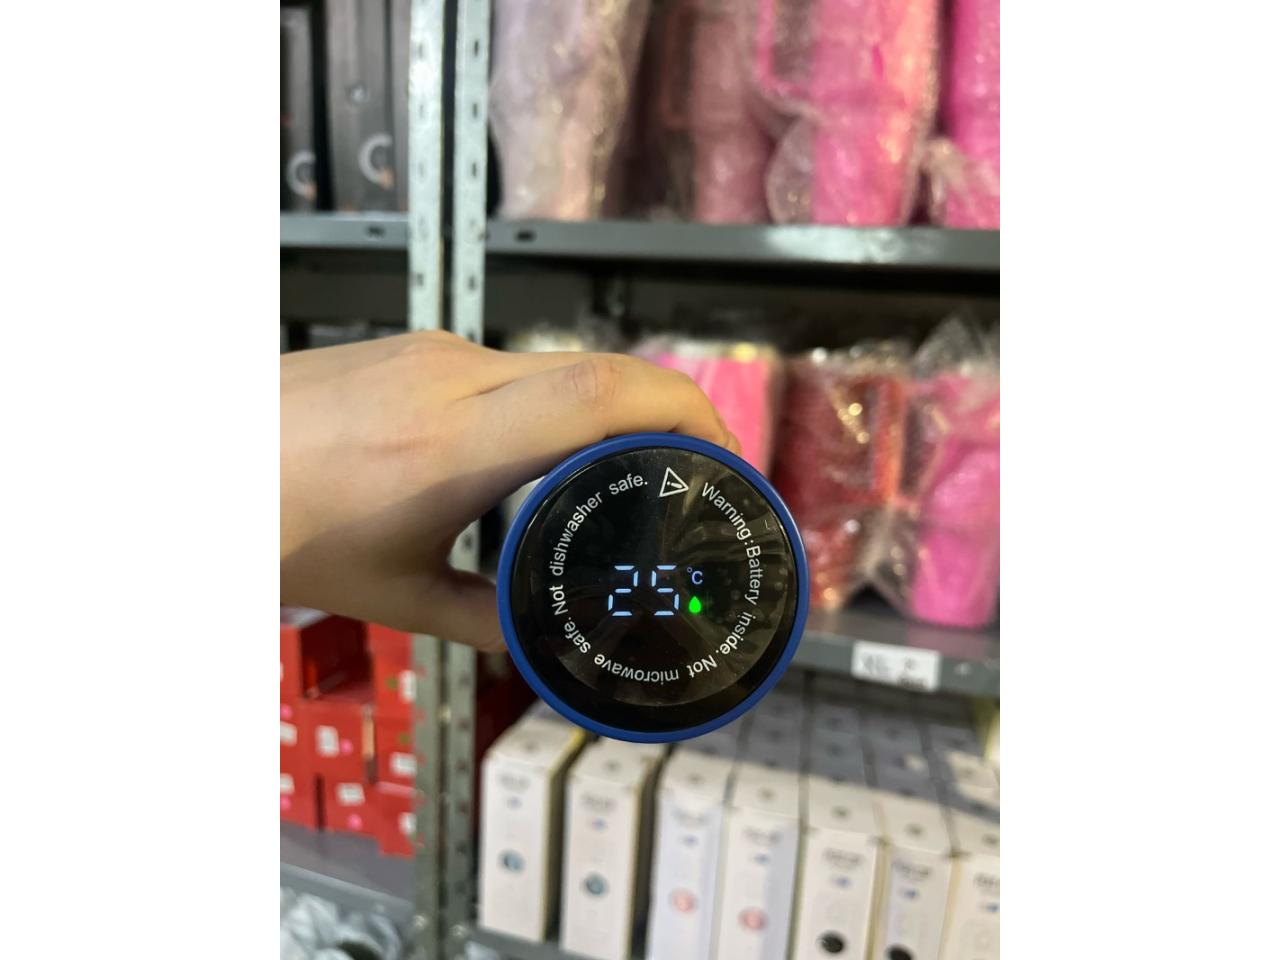 Warning:Battery inside. Not microwave safe. Not dishwasher safe.
25 °C